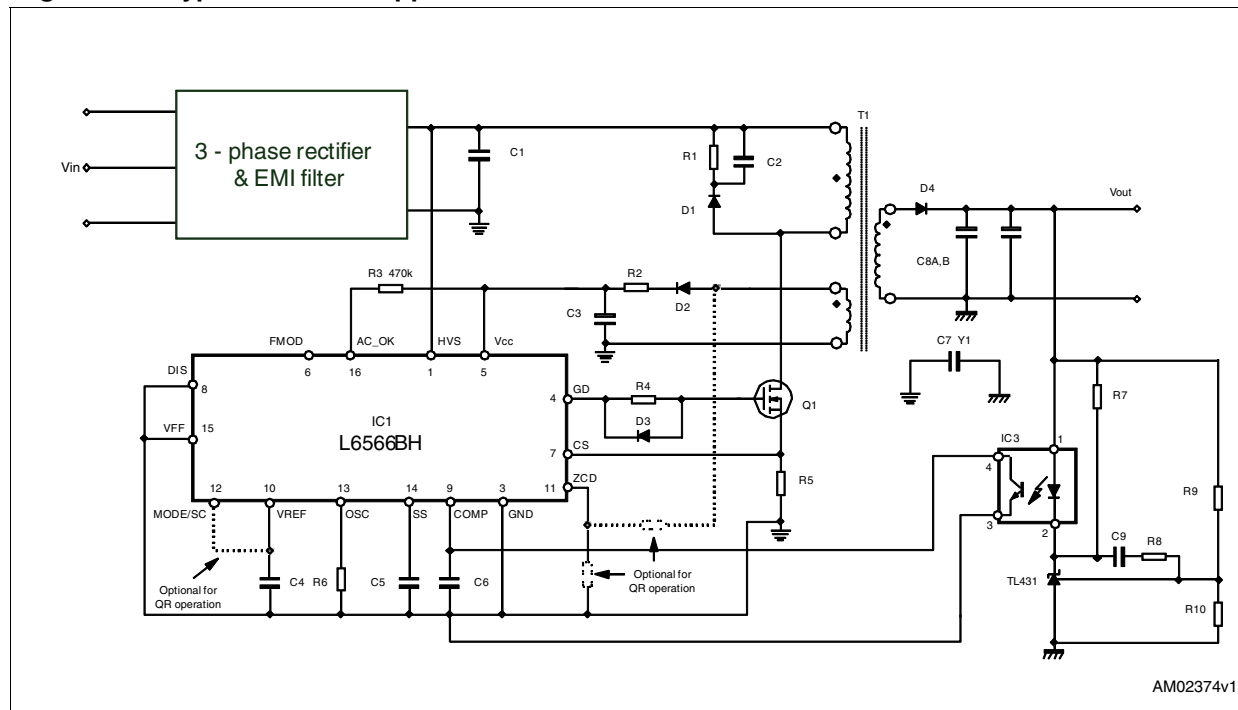 T1
3 - phase rectifier
& EMI filter
Vin
C1
R1
C2
D1
D4
Vout
C8A,B
R3 470k
R2
D2
C3
C7 Y1
FMOD
AC_OK
HVS
Vcc
6
16
1
5
DIS
8
VFF
15
IC1
L6566BH
4
GD
R4
D3
Q1
7
CS
11
ZCD
R5
R7
IC3
1
4
3
2
R9
12
10
13
14
9
3
MODE/SC
VREF
OSC
SS
COMP
GND
C9
R8
TL431
R10
Optional for
QR operation
C4
R6
C5
C6
Optional for
QR operation
AM02374v1